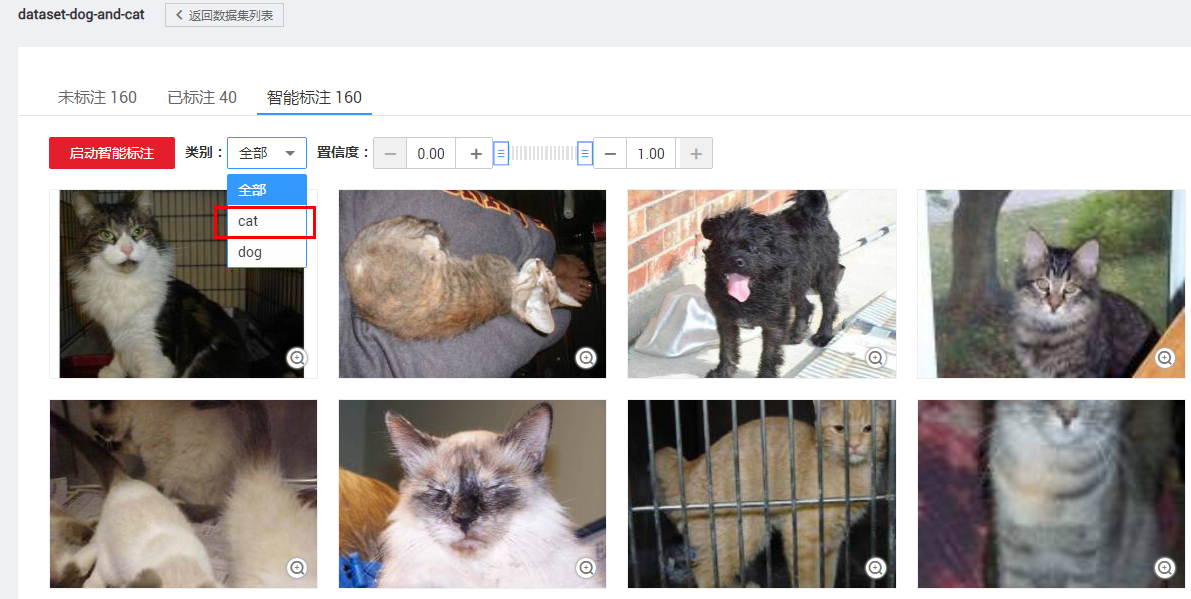 dataset-dog-and-cat 返回数据集列表
未标注 160 已标注 40 智能标注 160
启动智能标注 类别： 全部 置信度： 0.00 1.00
全部
cat
dog